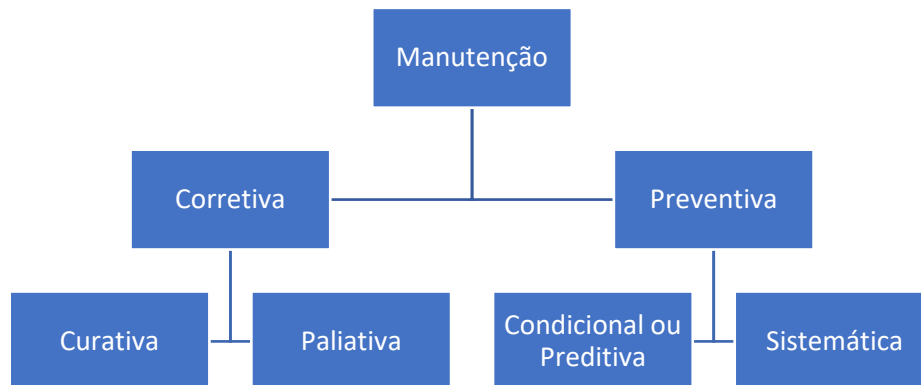 Manutenção
Corretiva
Preventiva
Curativa
Paliativa
Condicional ou
Preditiva
Sistemática